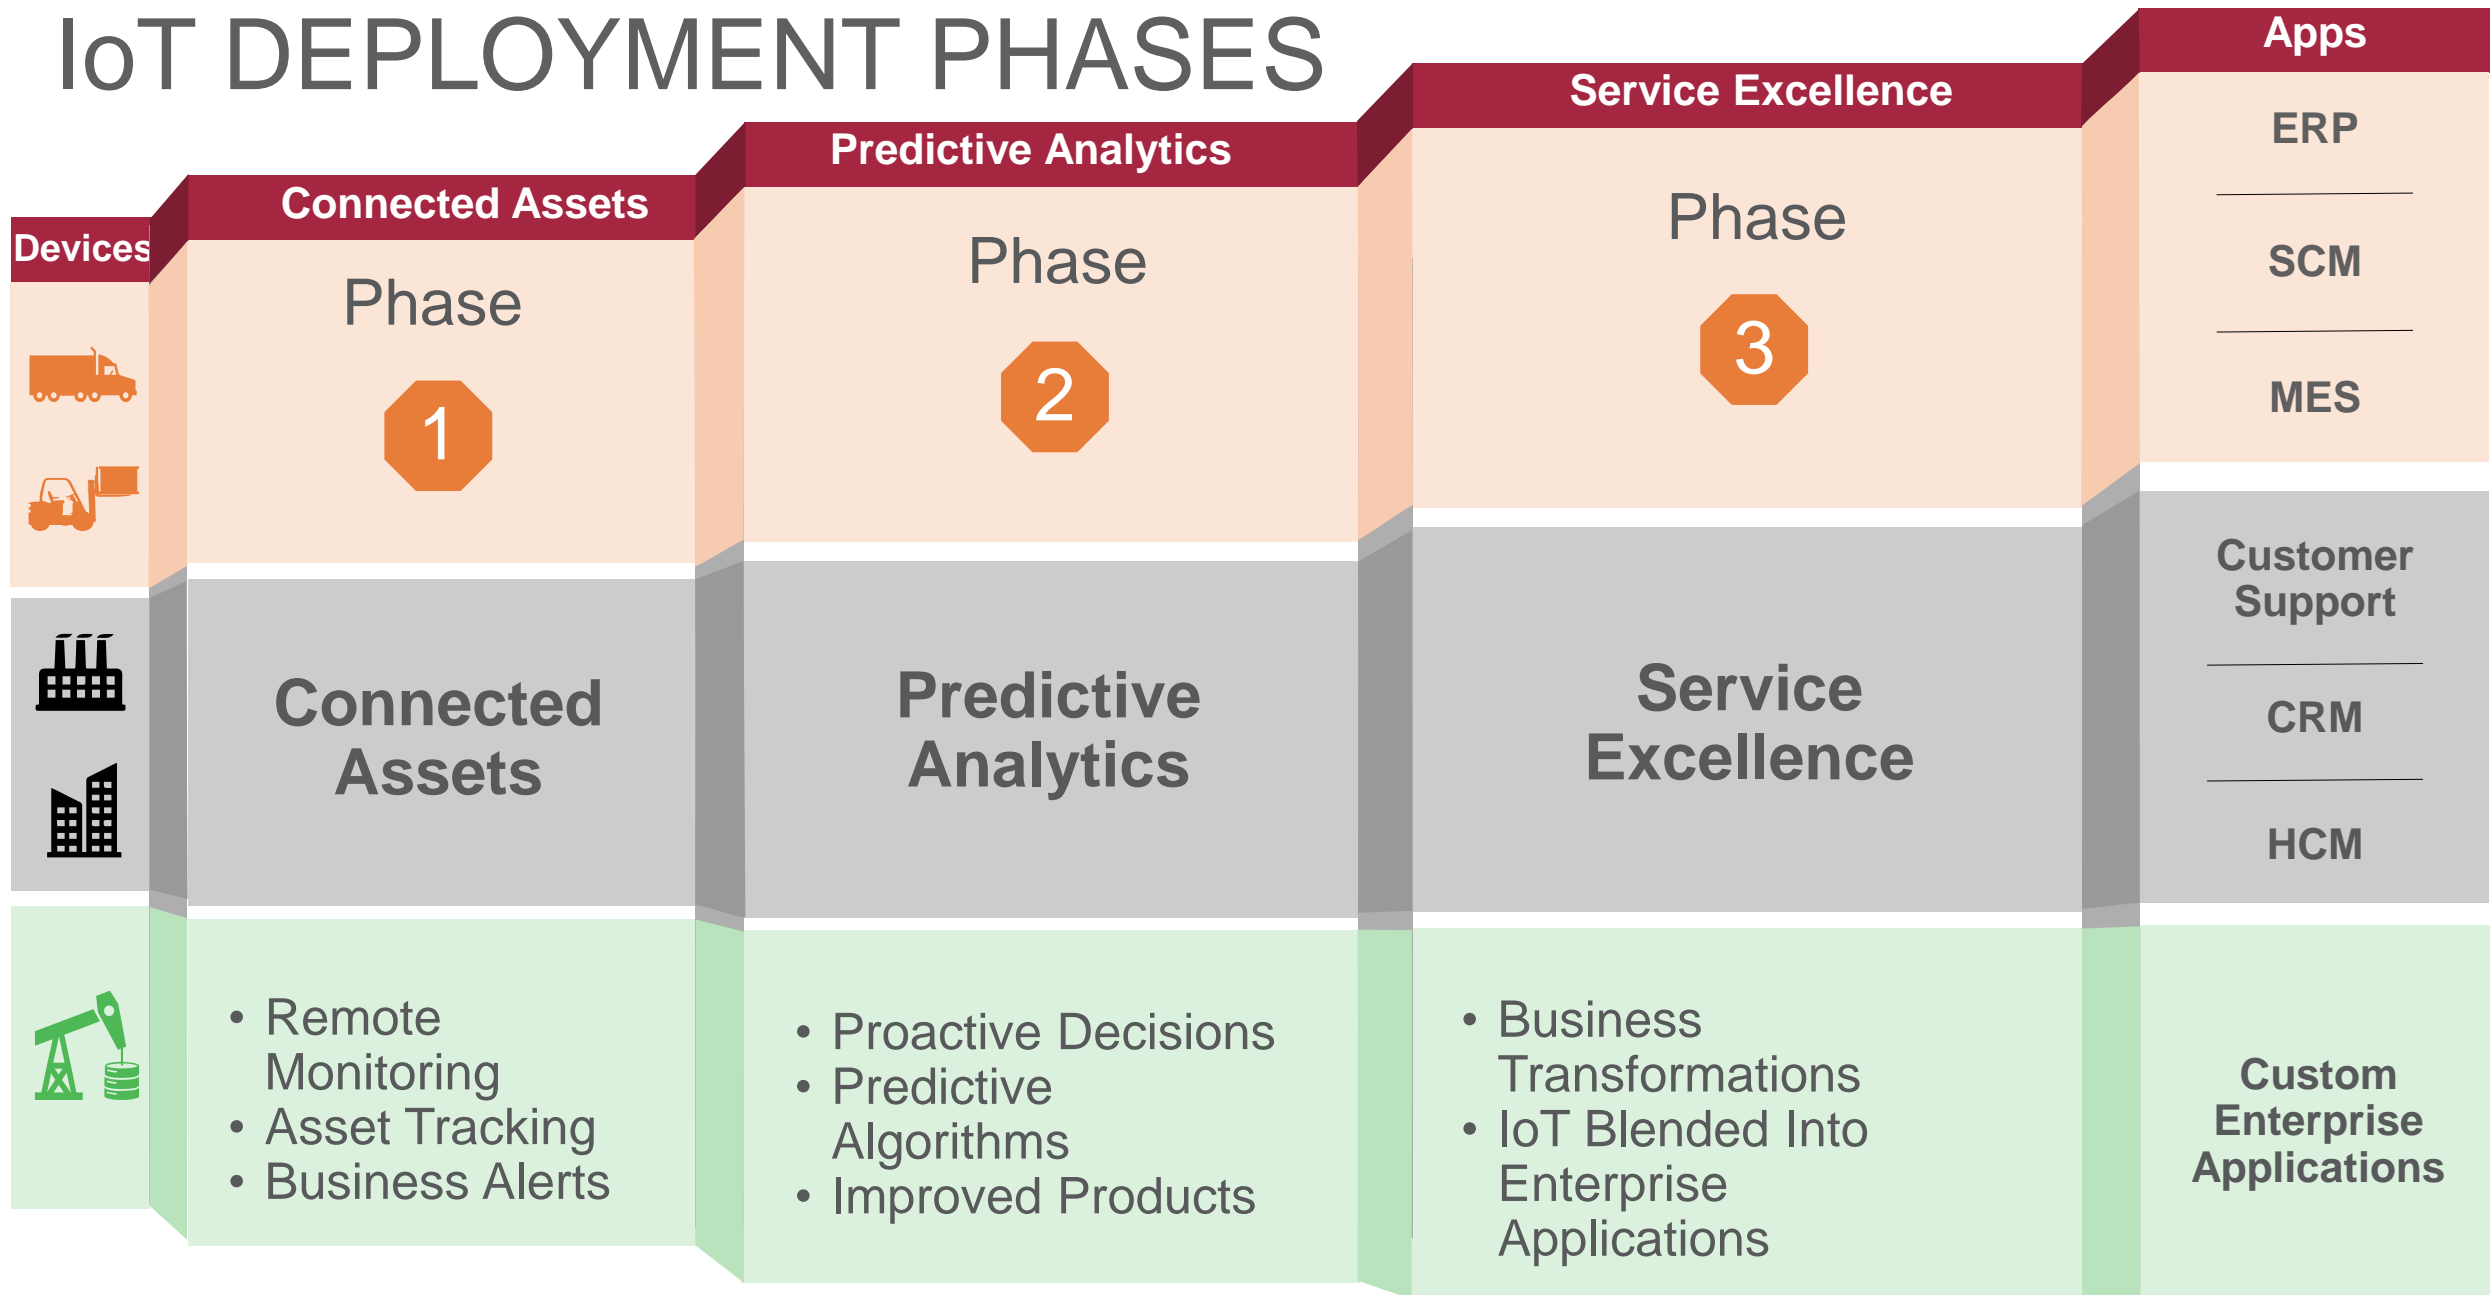 IoT DEPLOYMENT PHASES
Devices
Connected Assets
Phase
1
Connected
Assets
• Remote
Monitoring
• Asset Tracking
• Business Alerts
Predictive Analytics
Phase
2
Predictive
Analytics
• Proactive Decisions
• Predictive
Algorithms
• Improved Products
Service Excellence
Phase
3
Service
Excellence
• Business
Transformations
• IoT Blended Into
Enterprise
Applications
Apps
ERP
SCM
MES
Customer
Support
CRM
HCM
Custom
Enterprise
Applications